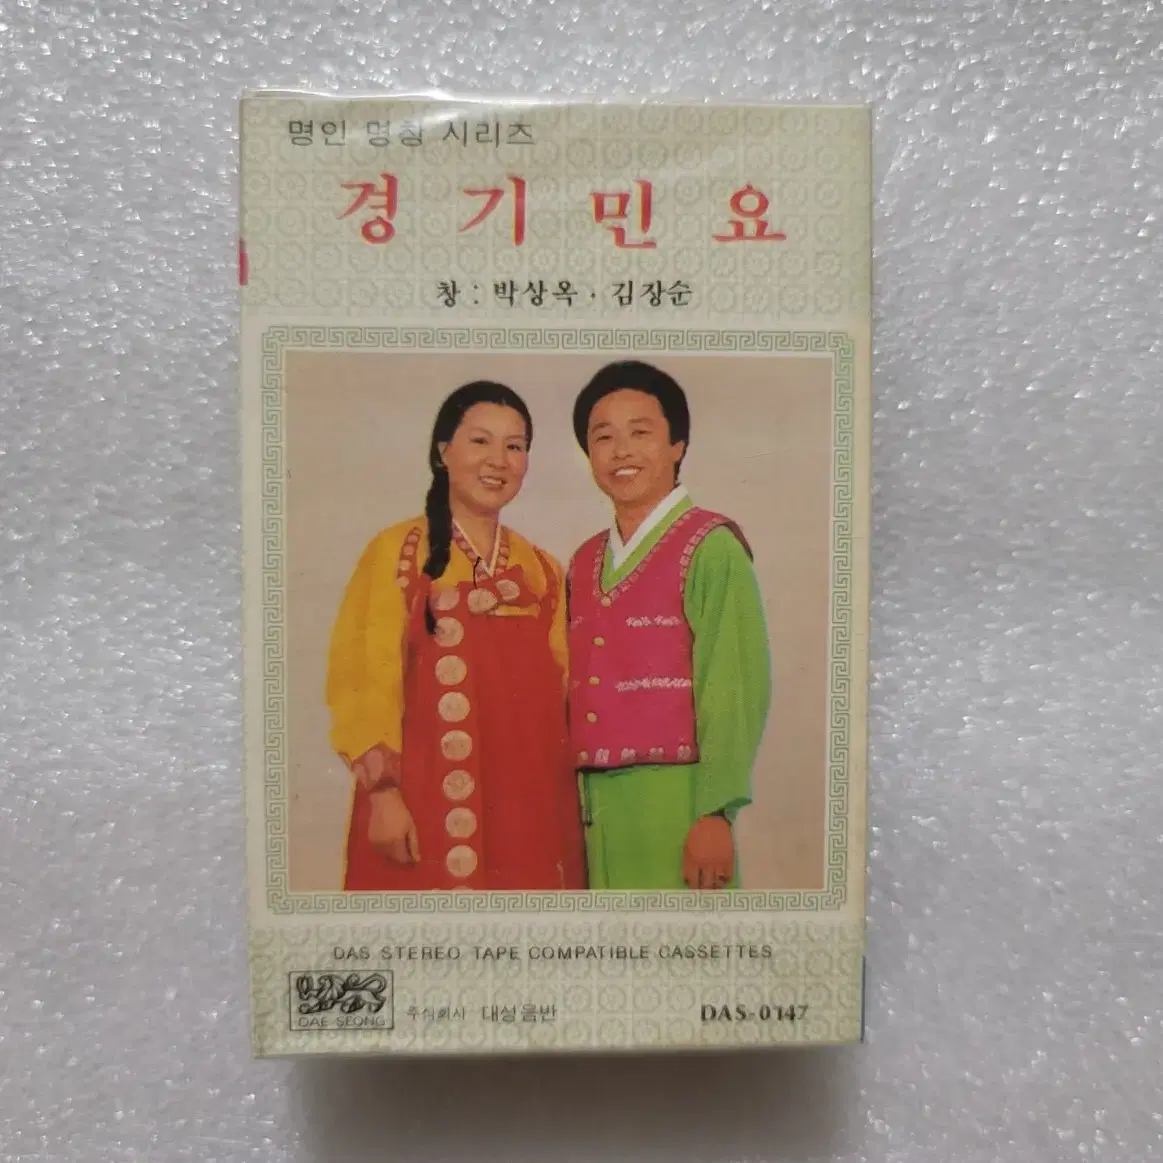 명인 명창 시리즈
경기민요
창 : 박상옥 · 김장순
DAS STEREO TAPE COMPATIBLE CASSETTES
DAE SEONG
주식회사 대성음반
DAS-0147